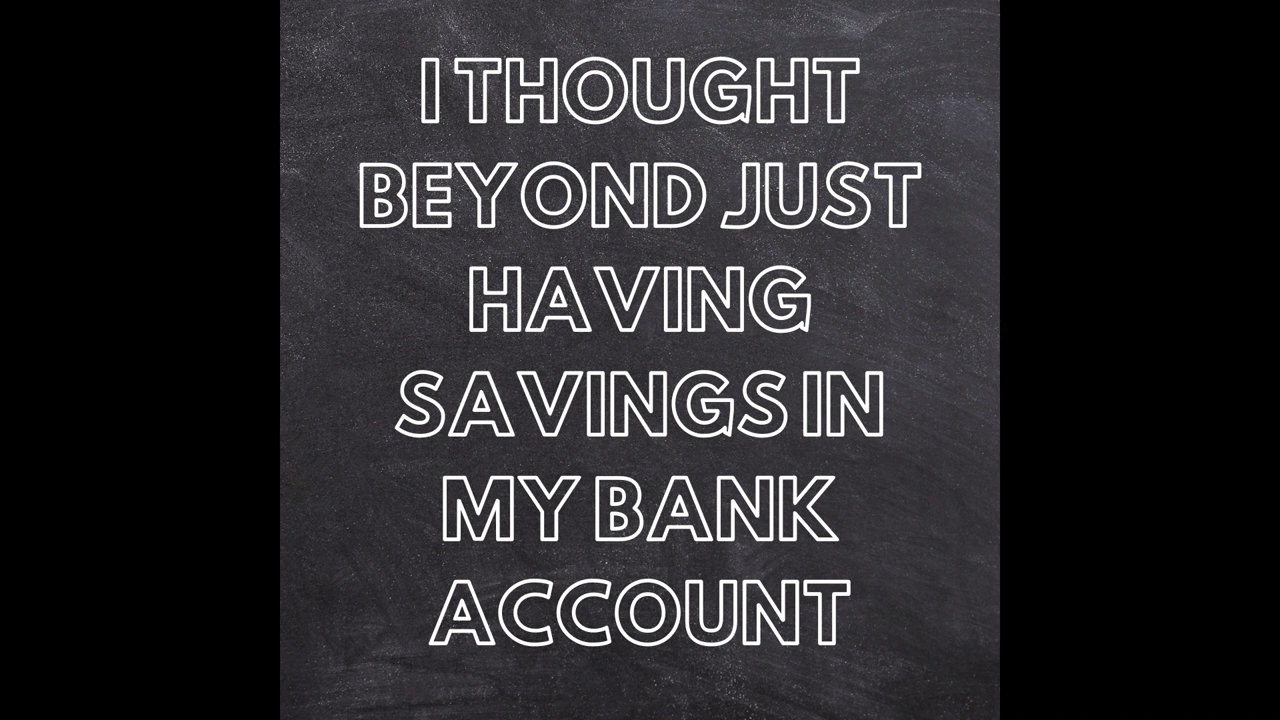 I THOUGHT
BEYOND JUST
HAVING
SAVINGS IN
MY BANK
ACCOUNT